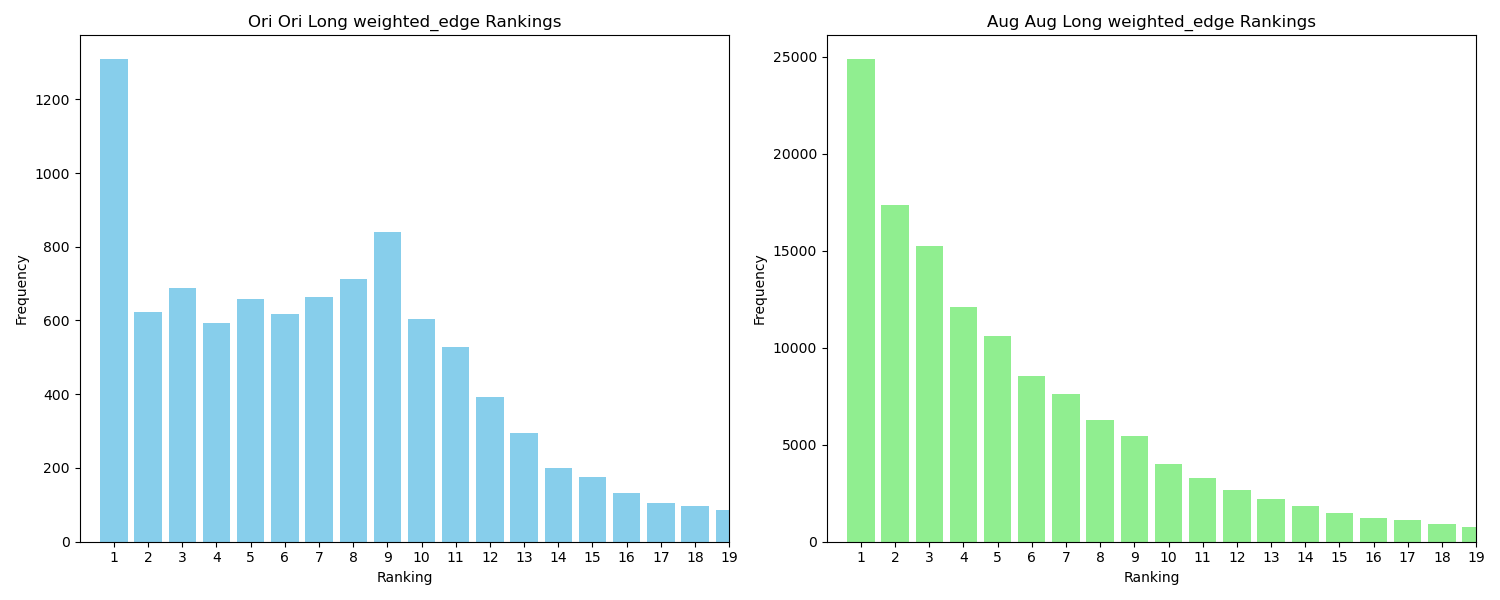 Ori Ori Long weighted_edge Rankings
Frequency
1200
1000
800
600
400
200
0
1 2 3 4 5 6 7 8 9 10 11 12 13 14 15 16 17 18 19
Ranking
Aug Aug Long weighted_edge Rankings
Frequency
25000
20000
15000
10000
5000
0
1 2 3 4 5 6 7 8 9 10 11 12 13 14 15 16 17 18 19
Ranking